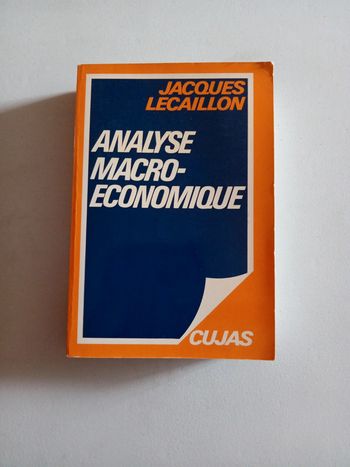 JACQUES
LECAILLON
ANALYSE
MACRO-
ECONOMIQUE
CUJAS